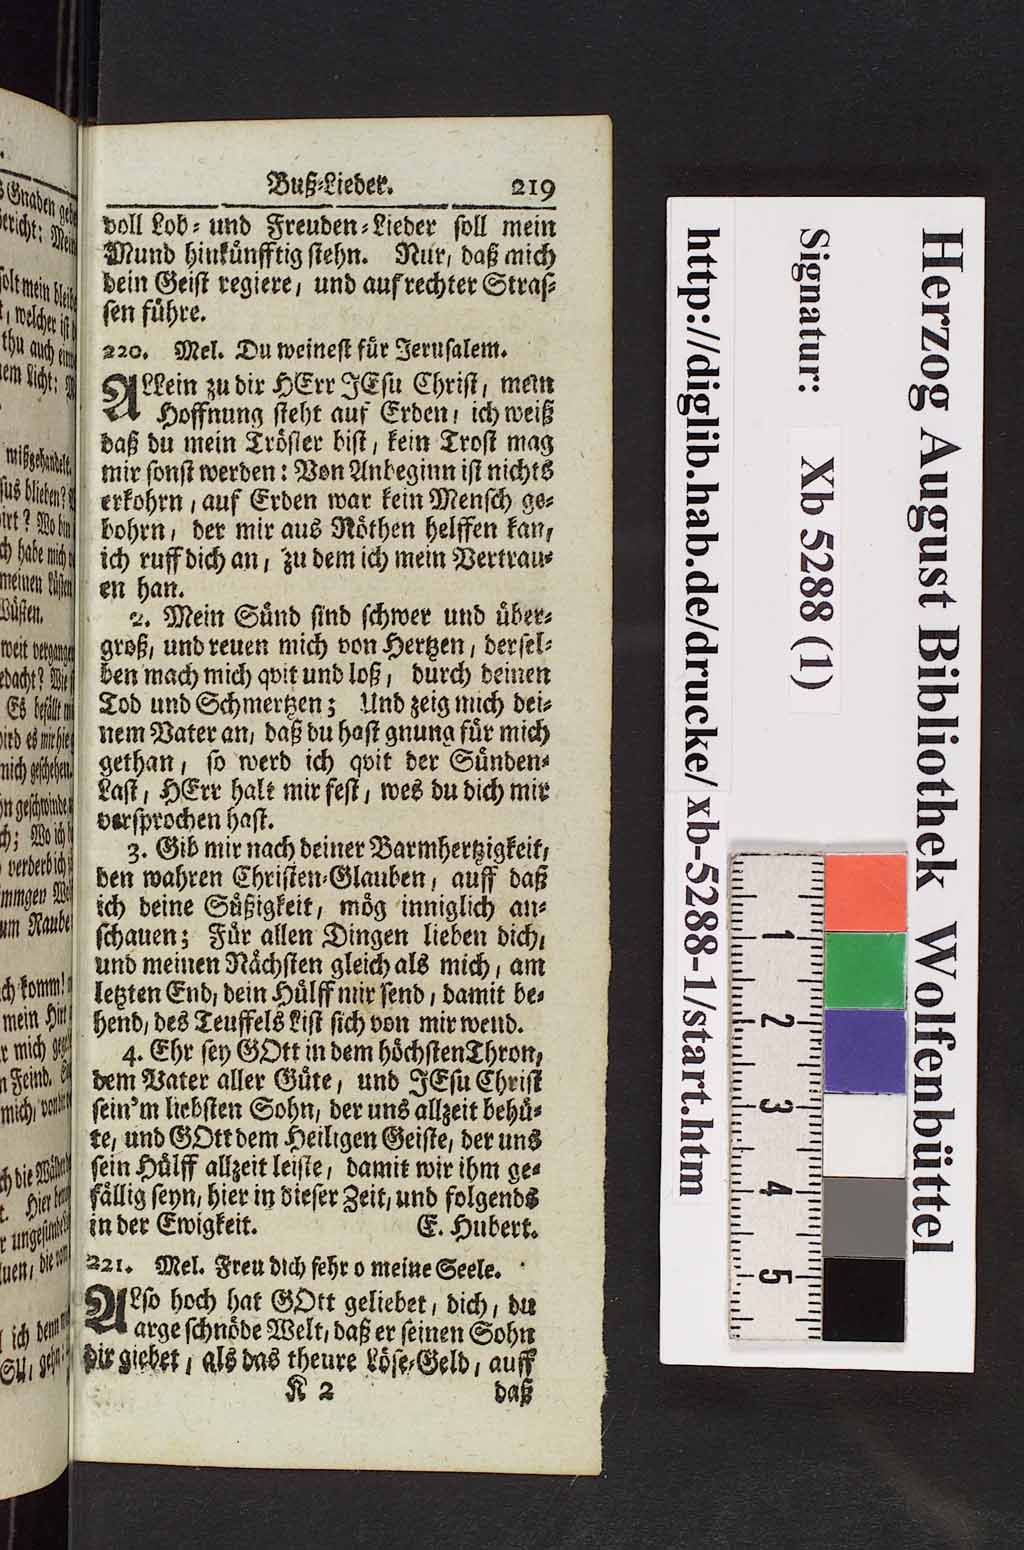 Buß-Lieder. 219
voll Lob- und Freuden-Lieder soll mein
Mund hinkünfftig stehn. Nur, daß mich
dein Geist regiere, und auf rechter Stras-
sen führe.
220. Mel. Du weinest für Jerusalem.
ALLein zu dir HErr JEsu Christ, mein
Hoffnung steht auf Erden, ich weiß
daß du mein Tröster bist, kein Trost mag
mir sonst werden: Von Anbeginn ist nichts
erkohrn, auf Erden war kein Mensch ge-
bohrn, der mir aus Nöthen helffen kan,
ich ruff dich an, zu dem ich mein Vertrau-
en han.
2. Mein Sünd sind schwer und über-
groß, und reuen mich von Hertzen, dersel-
ben mach mich qvit und loß, durch deinen
Tod und Schmertzen; Und zeig mich dei-
nem Vater an, daß du hast gnung für mich
gethan, so werd ich qvit der Sünden-
Last, HErr halt mir fest, wes du dich mir
versprochen hast.
3. Gib mir nach deiner Barmhertzigkeit,
den wahren Christen-Glauben, auff daß
ich deine Süßigkeit, mög inniglich an-
schauen; Für allen Dingen lieben dich,
und meinen Nächsten gleich als mich, am
letzten End, dein Hülff mir send, damit be-
hend, des Teuffels List sich von mir wend.
4. Ehr sey GOtt in dem höchsten Thron,
dem Vater aller Güte, und JEsu Christ
sein'm liebsten Sohn, der uns allzeit behü-
te, und GOtt dem Heiligen Geiste, der uns
sein Hülff allzeit leiste, damit wir ihm ge-
fällig seyn, hier in dieser Zeit, und folgends
in der Ewigkeit. E. Hubert.
221. Mel. Freu dich sehr o meine Seele.
ALso hoch hat GOtt geliebet, dich, du
arge schnöde Welt, daß er seinen Sohn
dir giebet, als das theure Löse-Geld, auff
K 2 daß
Herzog August Bibliothek Wolfenbüttel
Signatur: Xb 5288 (1)
http://diglib.hab.de/drucke/xb-5288-1/start.htm
1
2
3
4
5